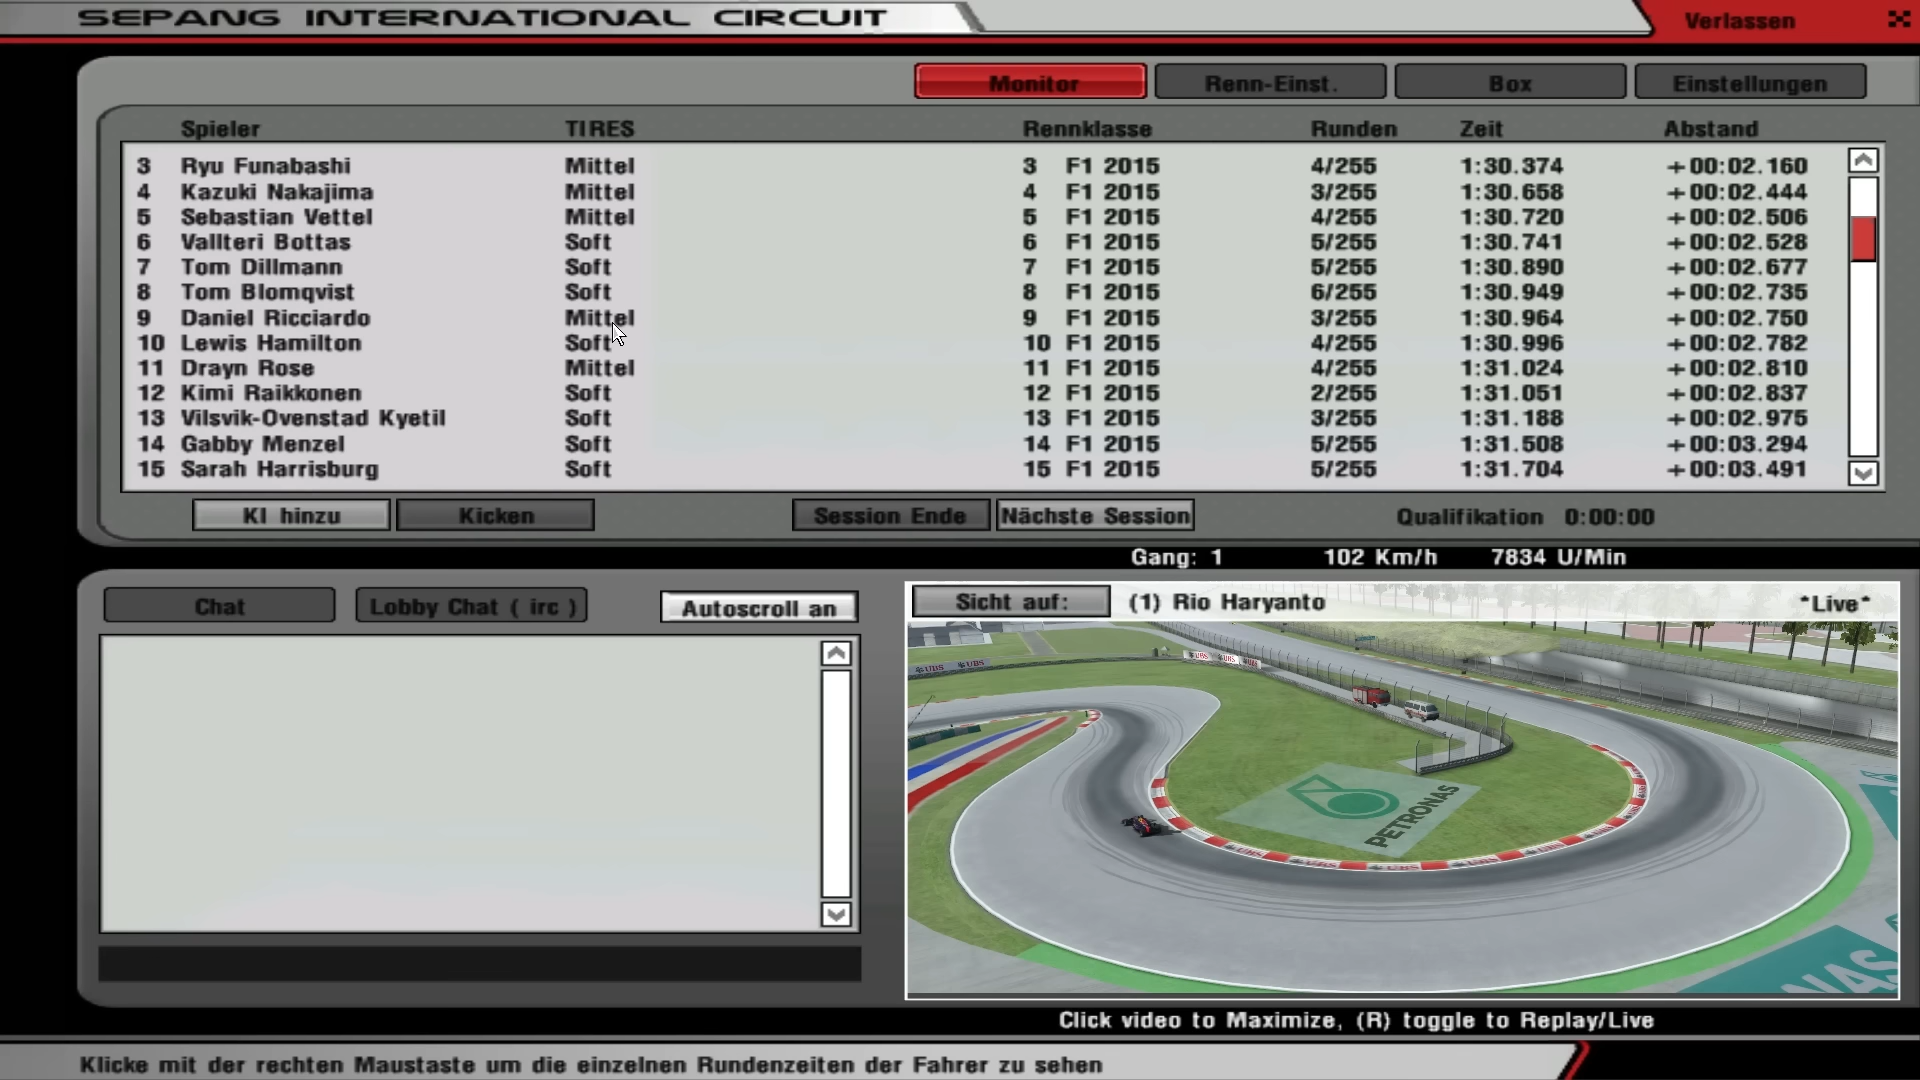 SEPANG INTERNATIONAL CIRCUIT
Verlassen
Monitor Renn-Einst. Box Einstellungen
Spieler TIRES Rennklasse Runden Zeit Abstand
3 Ryu Funabashi Mittel 3 F1 2015 4/255 1:30.374 +00:02.160
4 Kazuki Nakajima Mittel 4 F1 2015 3/255 1:30.658 +00:02.444
5 Sebastian Vettel Mittel 5 F1 2015 4/255 1:30.720 +00:02.506
6 Vallteri Bottas Soft 6 F1 2015 5/255 1:30.741 +00:02.528
7 Tom Dillmann Soft 7 F1 2015 5/255 1:30.890 +00:02.677
8 Tom Blomqvist Soft 8 F1 2015 6/255 1:30.949 +00:02.735
9 Daniel Ricciardo Mittel 9 F1 2015 3/255 1:30.964 +00:02.750
10 Lewis Hamilton Soft 10 F1 2015 4/255 1:30.996 +00:02.782
11 Drayn Rose Mittel 11 F1 2015 4/255 1:31.024 +00:02.810
12 Kimi Raikkonen Soft 12 F1 2015 2/255 1:31.051 +00:02.837
13 Vilsvik-Ovenstad Kyetil Soft 13 F1 2015 3/255 1:31.188 +00:02.975
14 Gabby Menzel Soft 14 F1 2015 5/255 1:31.508 +00:03.294
15 Sarah Harrisburg Soft 15 F1 2015 5/255 1:31.704 +00:03.491
KI hinzu Kicken Session Ende Nächste Session Qualifikation 0:00:00
Gang: 1 102 Km/h 7834 U/Min
Chat Lobby Chat ( irc ) Autoscroll an
Sicht auf: (1) Rio Haryanto *Live*
UBS UBS
UBS UBS UBS
PETRONAS
UBS UBS UBS UBS UBS
NAS
Click video to Maximize, (R) toggle to Replay/Live
Klicke mit der rechten Maustaste um die einzelnen Rundenzeiten der Fahrer zu sehen